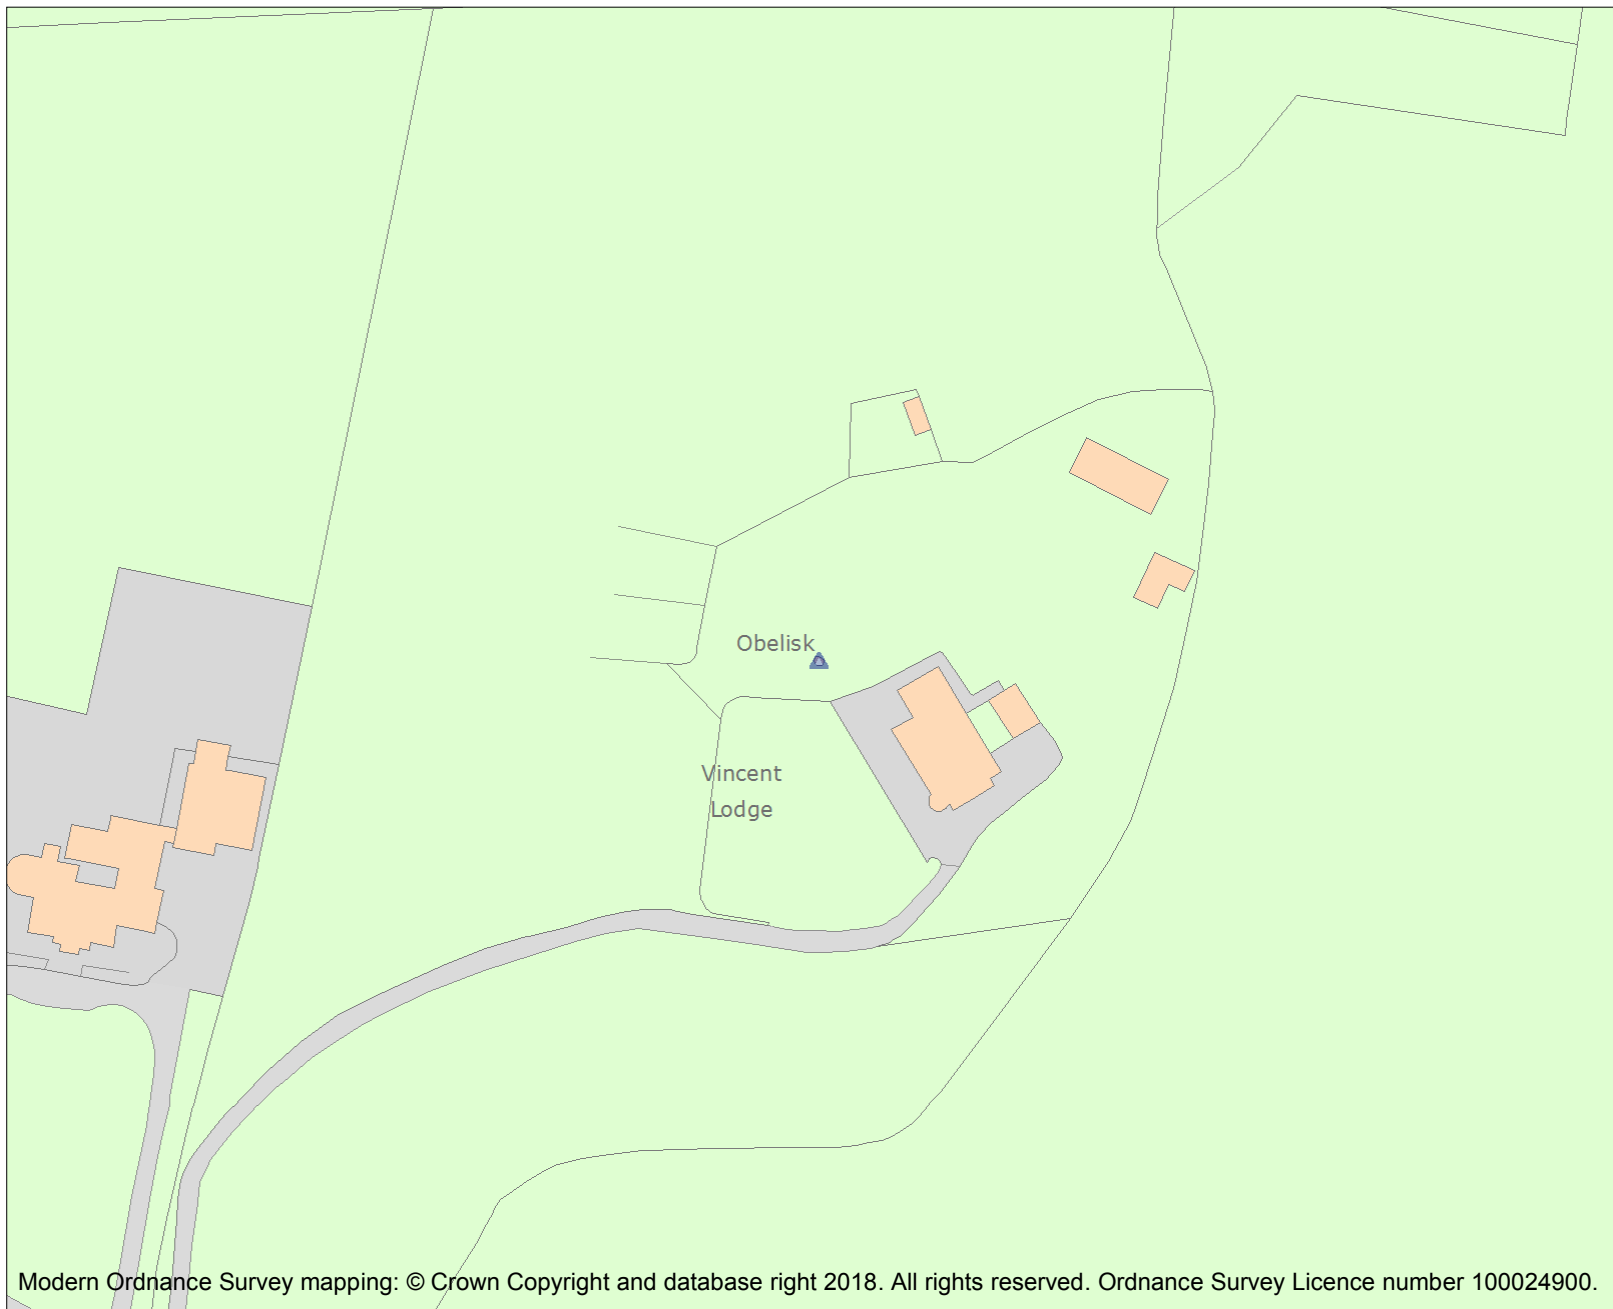 Obelisk
Vincent
Lodge
Modern Ordnance Survey mapping: © Crown Copyright and database right 2018. All rights reserved. Ordnance Survey Licence number 100024900.